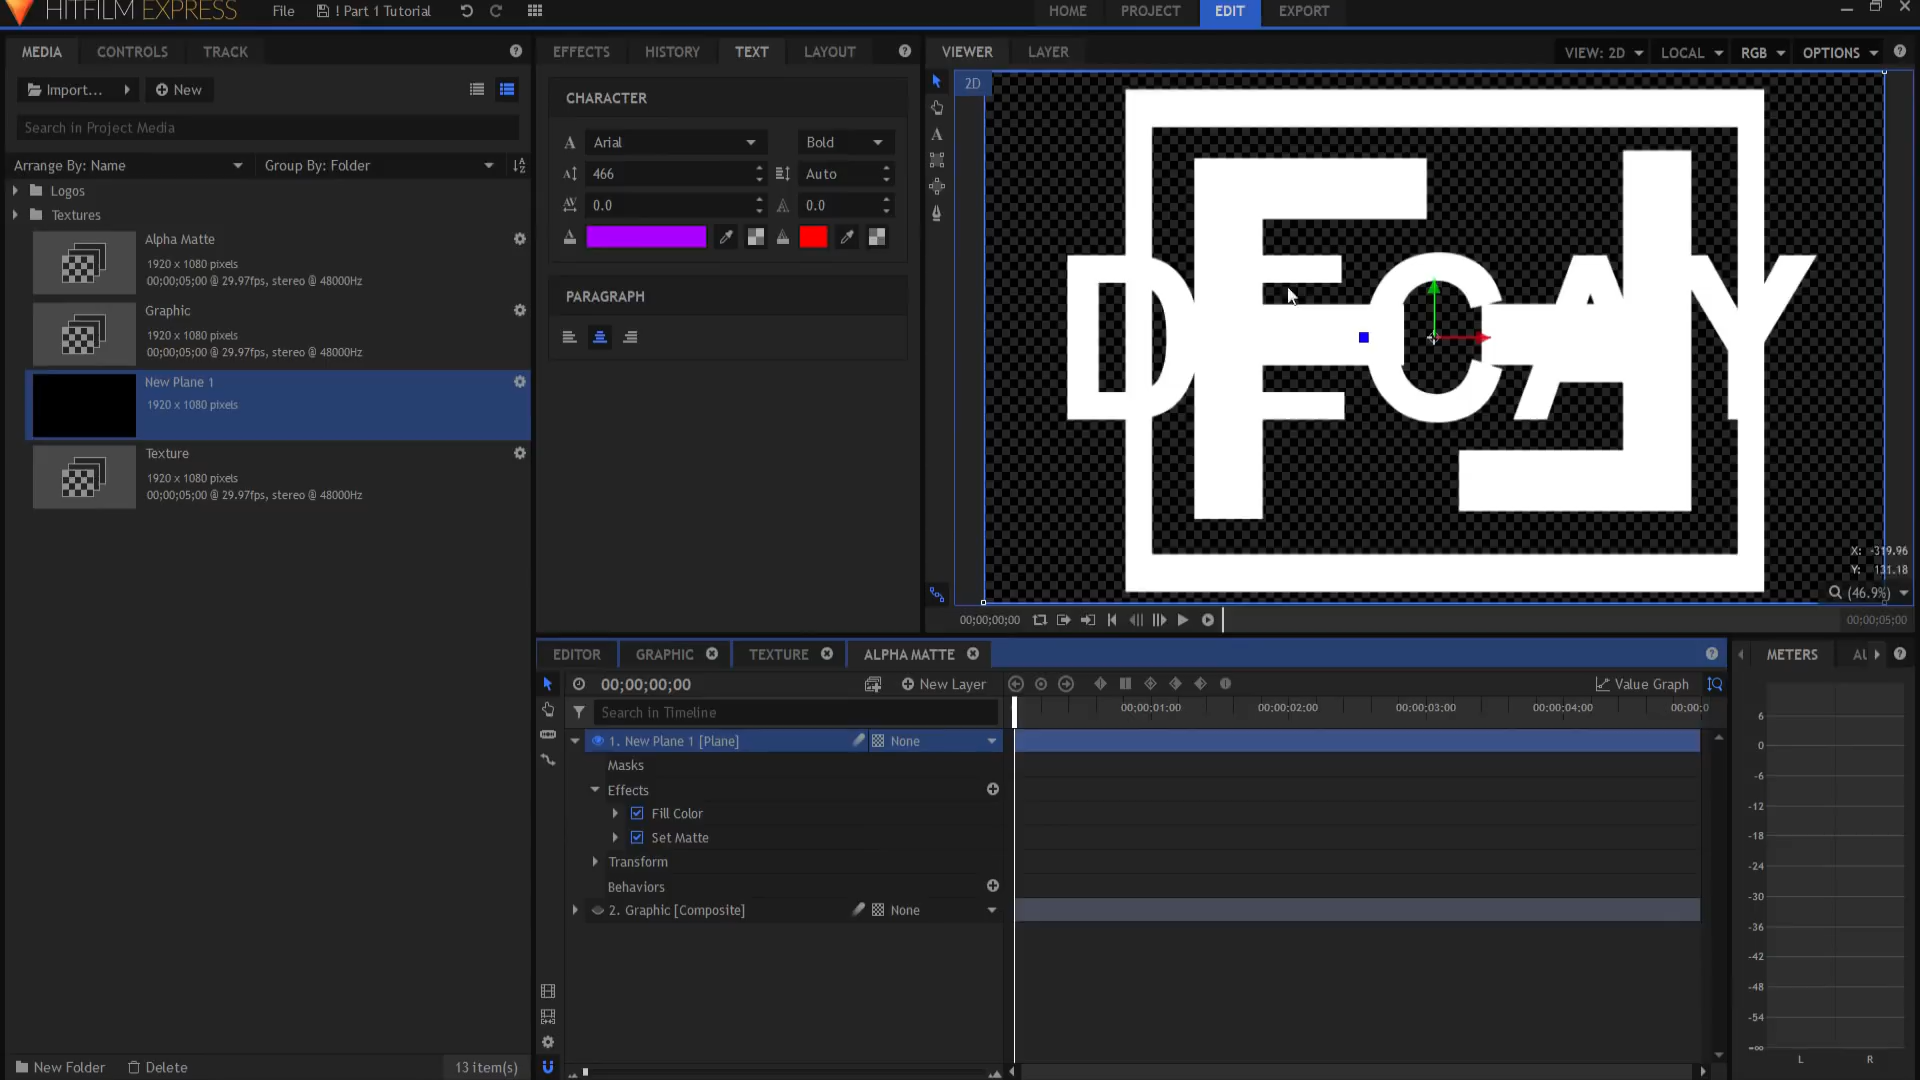 HITFILM EXPRESS
File
! Part 1 Tutorial
HOME
PROJECT
EDIT
EXPORT
MEDIA
CONTROLS
TRACK
Import...
New
Search in Project Media
Arrange By: Name
Group By: Folder
Logos
Textures
Alpha Matte
1920 x 1080 pixels
00;00;05;00 @ 29.97fps, stereo @ 48000Hz
Graphic
1920 x 1080 pixels
00;00;05;00 @ 29.97fps, stereo @ 48000Hz
New Plane 1
1920 x 1080 pixels
Texture
1920 x 1080 pixels
00;00;05;00 @ 29.97fps, stereo @ 48000Hz
New Folder
Delete
13 item(s)
EFFECTS
HISTORY
TEXT
LAYOUT
CHARACTER
Arial
Bold
466
Auto
0.0
0.0
PARAGRAPH
VIEWER
LAYER
VIEW: 2D
LOCAL
RGB
OPTIONS
2D
DECAY
X: -319.96
Y: 131.18
(46.9%)
00;00;00;00
00;00;05;00
EDITOR
GRAPHIC
TEXTURE
ALPHA MATTE
00;00;00;00
New Layer
Value Graph
Search in Timeline
00;00;01;00
00;00;02;00
00;00;03;00
00;00;04;00
00;00;0
1. New Plane 1 [Plane]
None
Masks
Effects
Fill Color
Set Matte
Transform
Behaviors
2. Graphic [Composite]
None
METERS
AU
6
0
-6
-12
-18
-24
-30
-36
-42
-48
-54
-∞
L
R